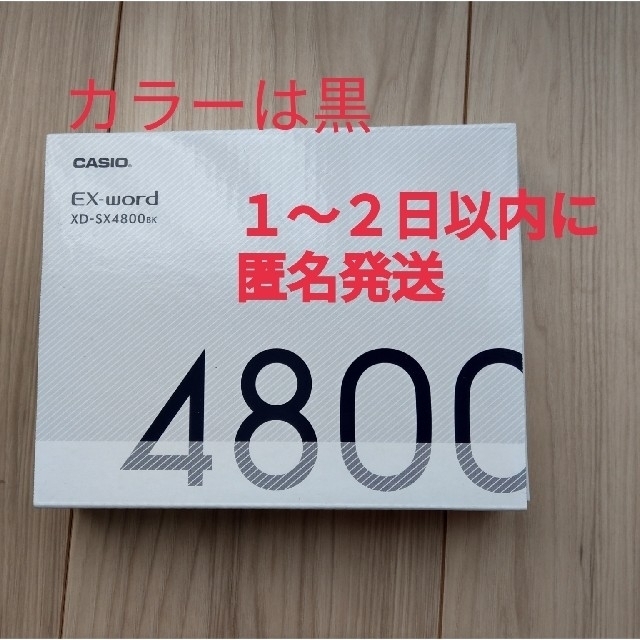 カラーは黒
CASIO
EX-word
XD-SX4800BK
1〜2日以内に
匿名発送
4800